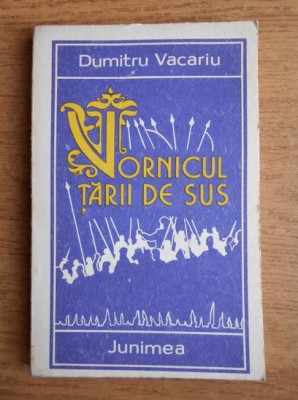 Dumitru Vacariu
VORNICUL
ȚĂRII DE SUS
Junimea